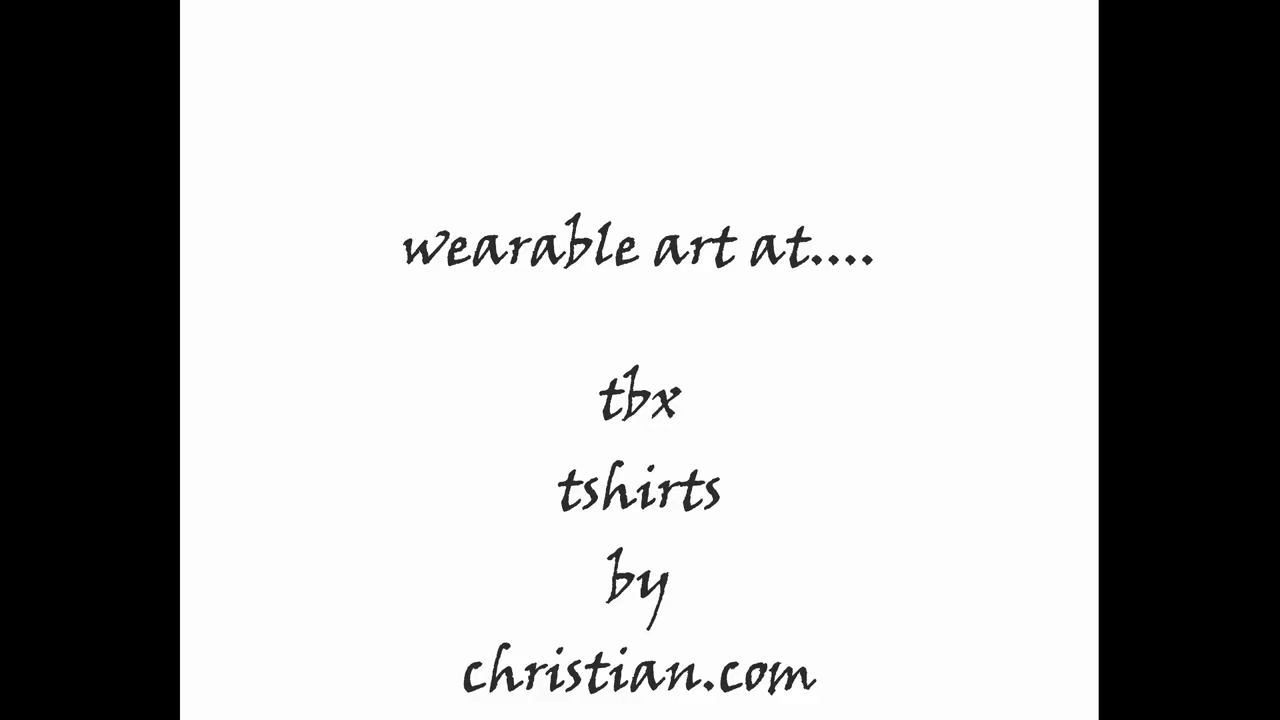 wearable art at....
tbx
tshirts
by
christian.com